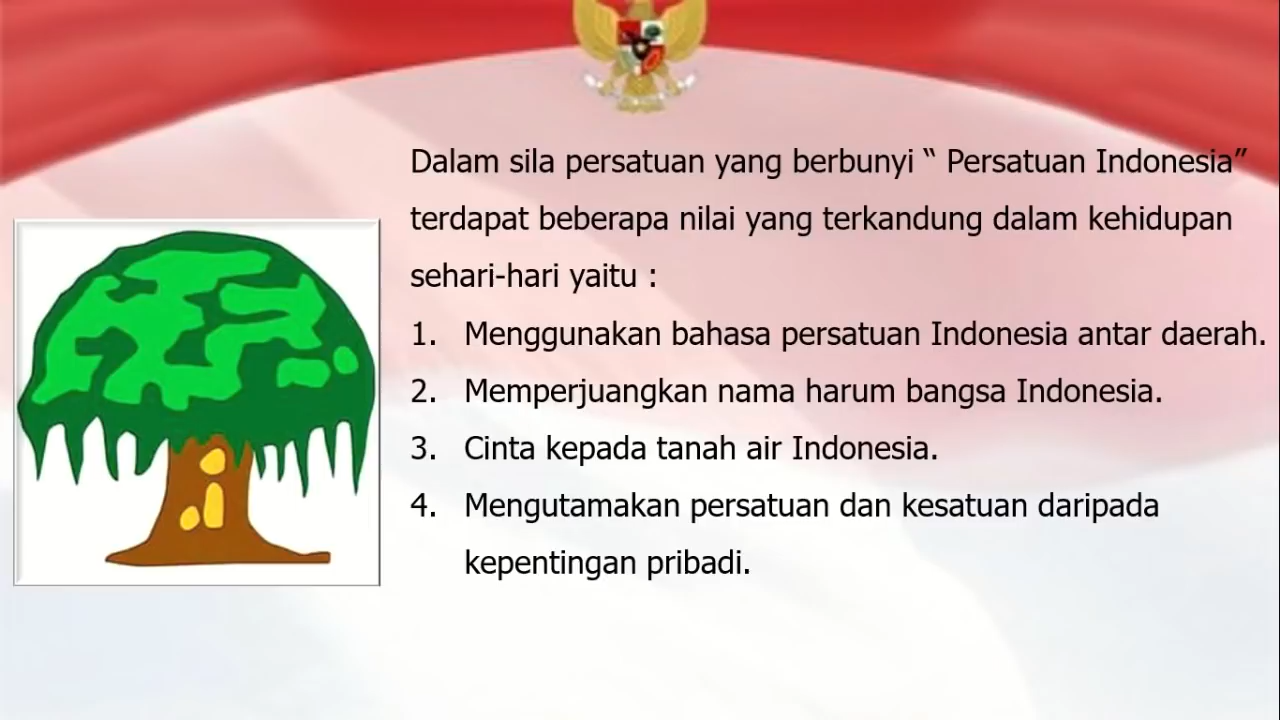 Dalam sila persatuan yang berbunyi “ Persatuan Indonesia”
terdapat beberapa nilai yang terkandung dalam kehidupan
sehari-hari yaitu :
1. Menggunakan bahasa persatuan Indonesia antar daerah.
2. Memperjuangkan nama harum bangsa Indonesia.
3. Cinta kepada tanah air Indonesia.
4. Mengutamakan persatuan dan kesatuan daripada
kepentingan pribadi.